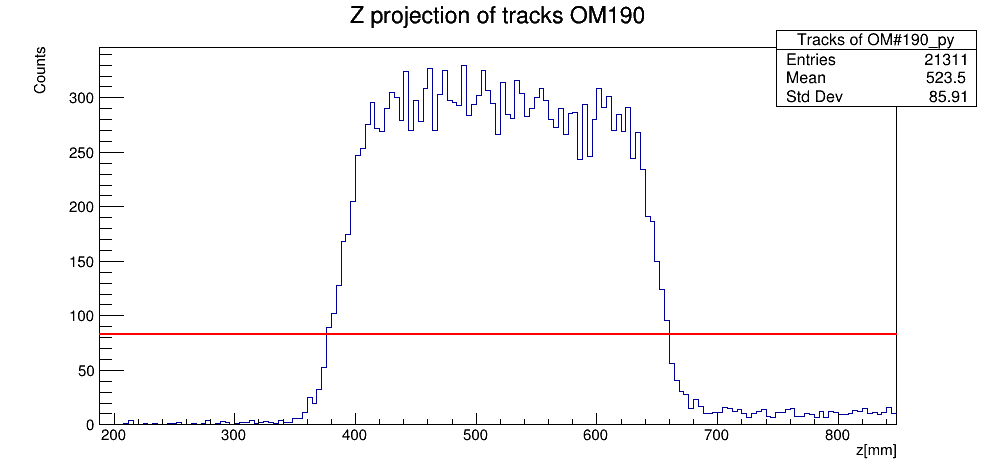 Z projection of tracks OM190
Counts
Tracks of OM#190_py
Entries 21311
Mean 523.5
Std Dev 85.91
300
250
200
150
100
50
0
200 300 400 500 600 700 800
z[mm]